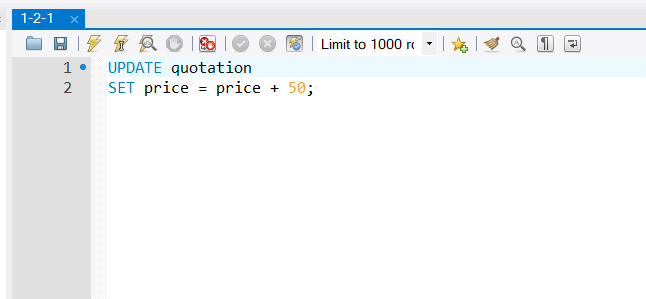 1-2-1 ×
Limit to 1000 r
1 UPDATE quotation
2 SET price = price + 50;